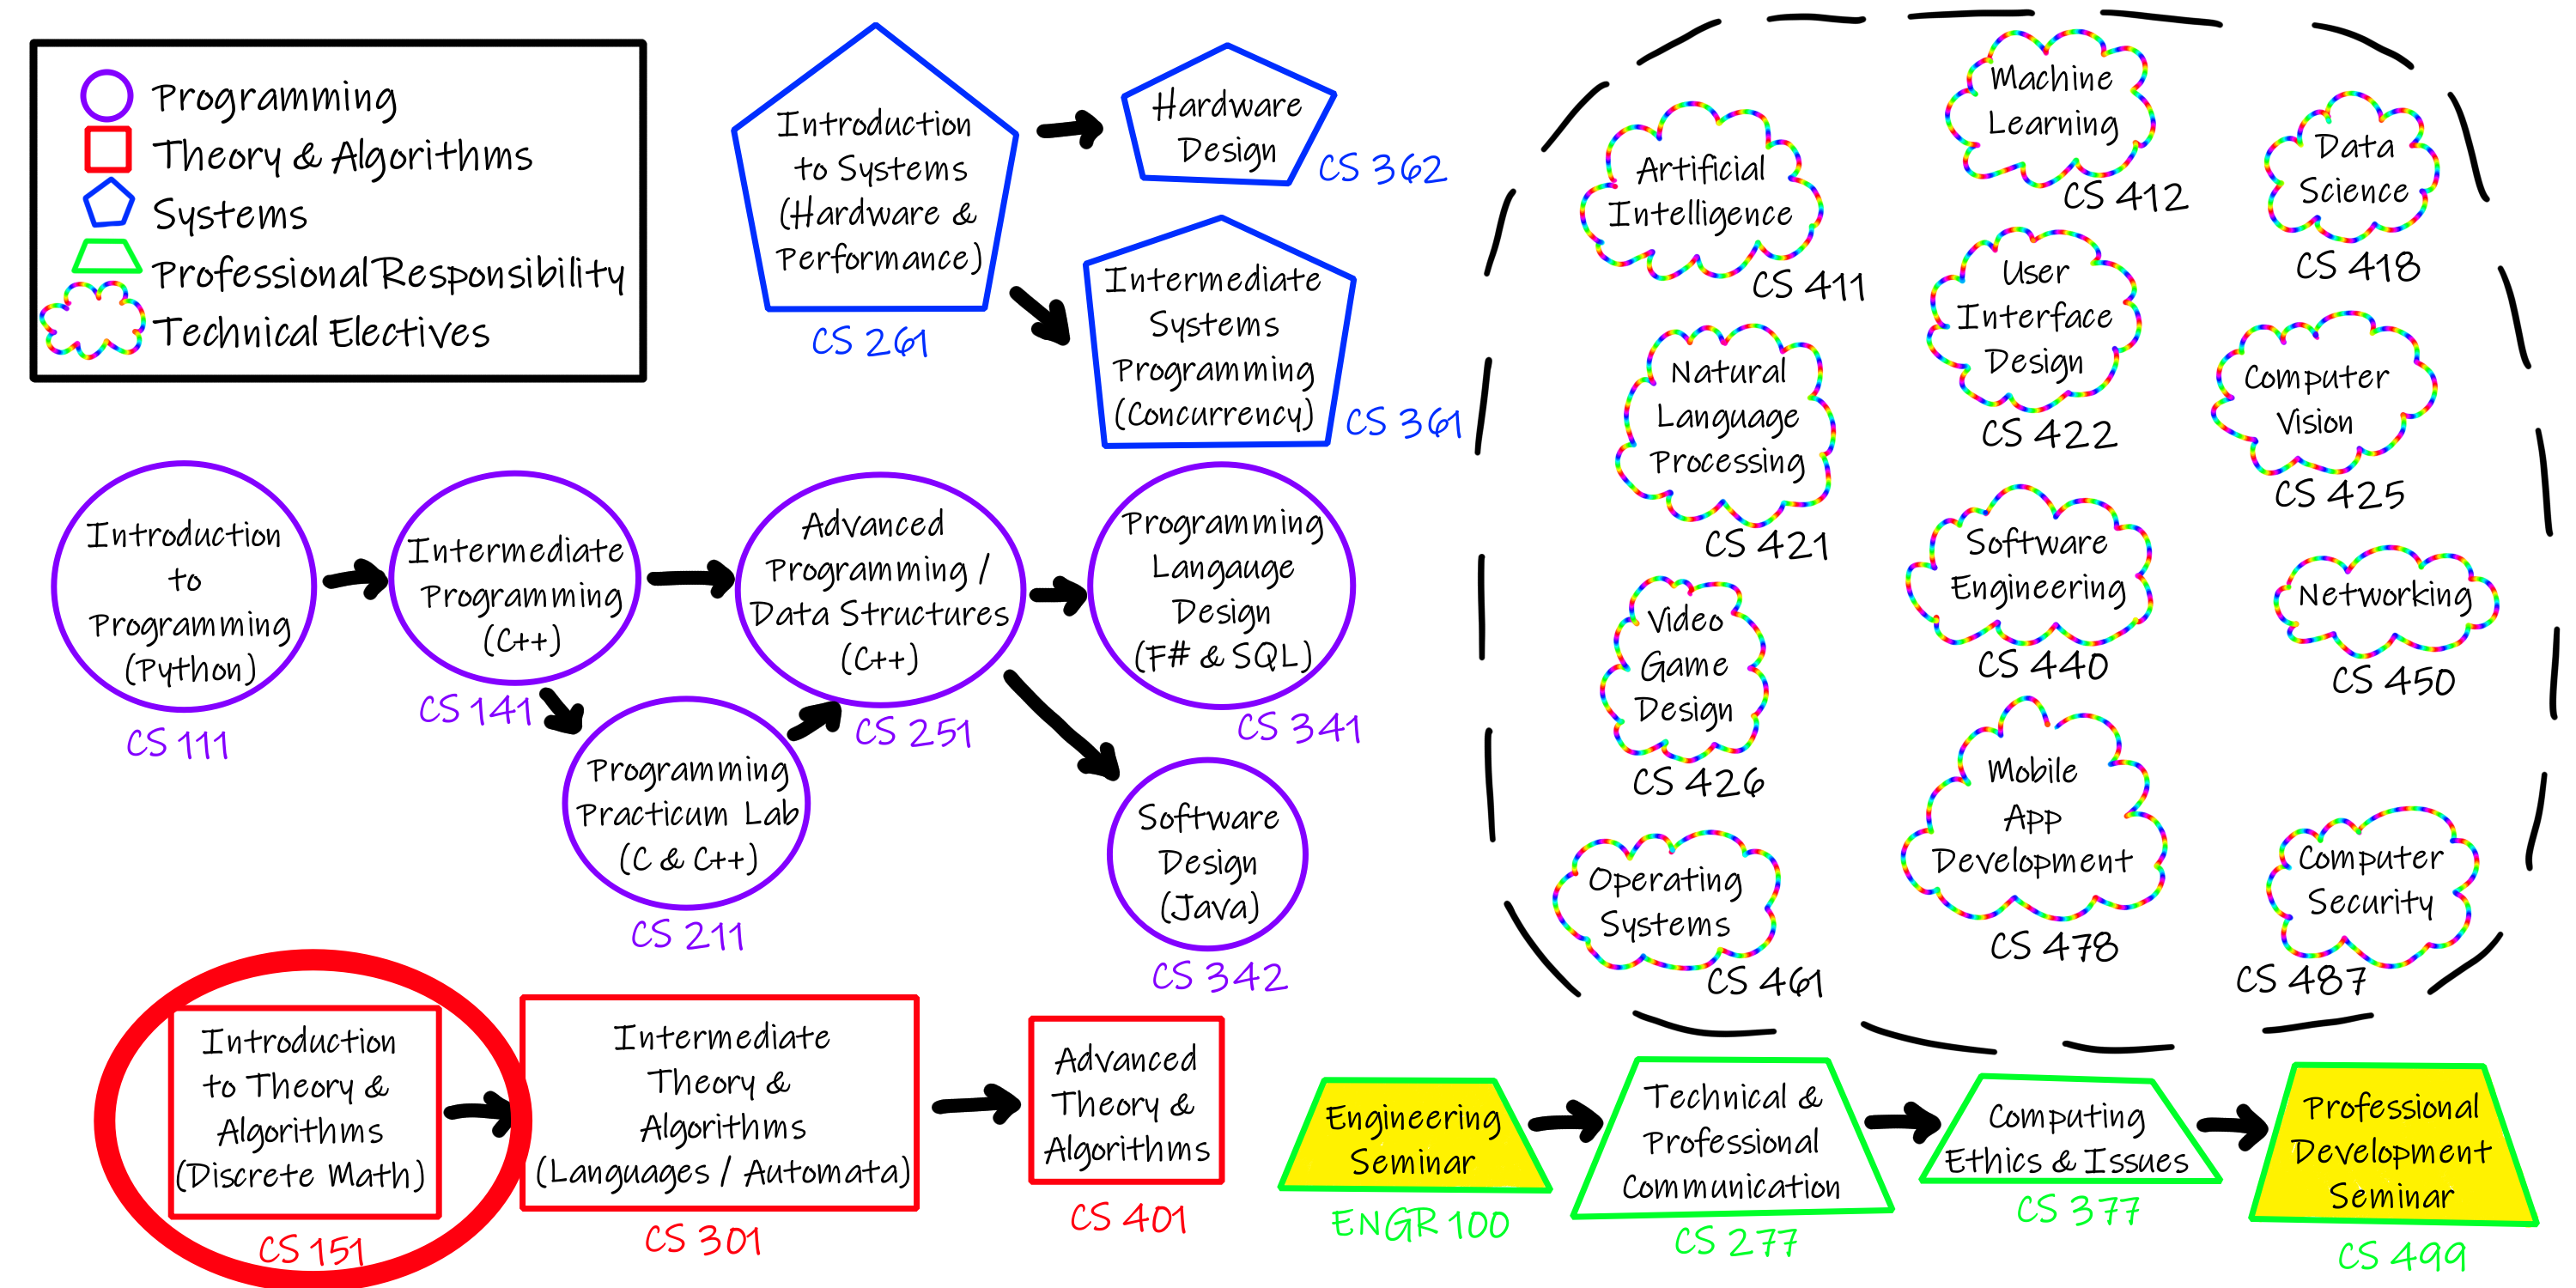 Programming
Theory & Algorithms
Systems
Professional Responsibility
Technical Electives
Introduction
to Systems
(Hardware &
Performance)
CS 261
Hardware
Design
CS 362
Intermediate
Systems
Programming
(Concurrency)
CS 361
Introduction
to
Programming
(Python)
CS 111
Intermediate
Programming
(C++)
CS 141
Programming
Practicum Lab
(C & C++)
CS 211
Advanced
Programming /
Data Structures
(C++)
CS 251
Programming
Langauge
Design
(F# & SQL)
CS 341
Software
Design
(Java)
CS 342
Introduction
to Theory &
Algorithms
(Discrete Math)
CS 151
Intermediate
Theory &
Algorithms
(Languages / Automata)
CS 301
Advanced
Theory &
Algorithms
CS 401
Artificial
Intelligence
CS 411
Machine
Learning
CS 412
Data
Science
CS 418
Natural
Language
Processing
CS 421
User
Interface
Design
CS 422
Computer
Vision
CS 425
Video
Game
Design
CS 426
Software
Engineering
CS 440
Networking
CS 450
Operating
Systems
CS 461
Mobile
App
Development
CS 478
Computer
Security
CS 487
Engineering
Seminar
ENGR 100
Technical &
Professional
Communication
CS 277
Computing
Ethics & Issues
CS 377
Professional
Development
Seminar
CS 499